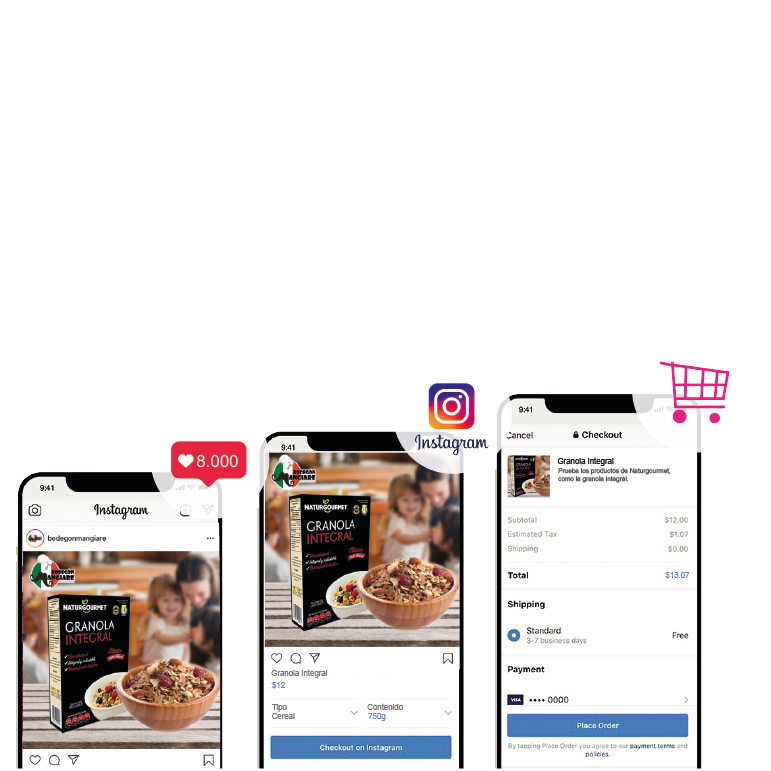 8.000
9:41
Instagram
bedegonmangiare
BODEGON
MANGIARE
NATURGOURMET
GRANOLA
INTEGRAL
Instagram
9:41
BODEGON
MANGIARE
NATURGOURMET
GRANOLA
INTEGRAL
Granola Integral
$12
Tipo
Cereal
Contenido
750g
Checkout on Instagram
9:41
Cancel
Checkout
Granola Integral
Prueba los productos de Naturgourmet,
como la granola integral.
Subtotal $12.00
Estimated Tax $1.07
Shipping $0.00
Total $13.07
Shipping
Standard
3-7 business days
Free
Payment
VISA •••• 0000
Place Order
By tapping Place Order you agree to our payment terms and
policies.